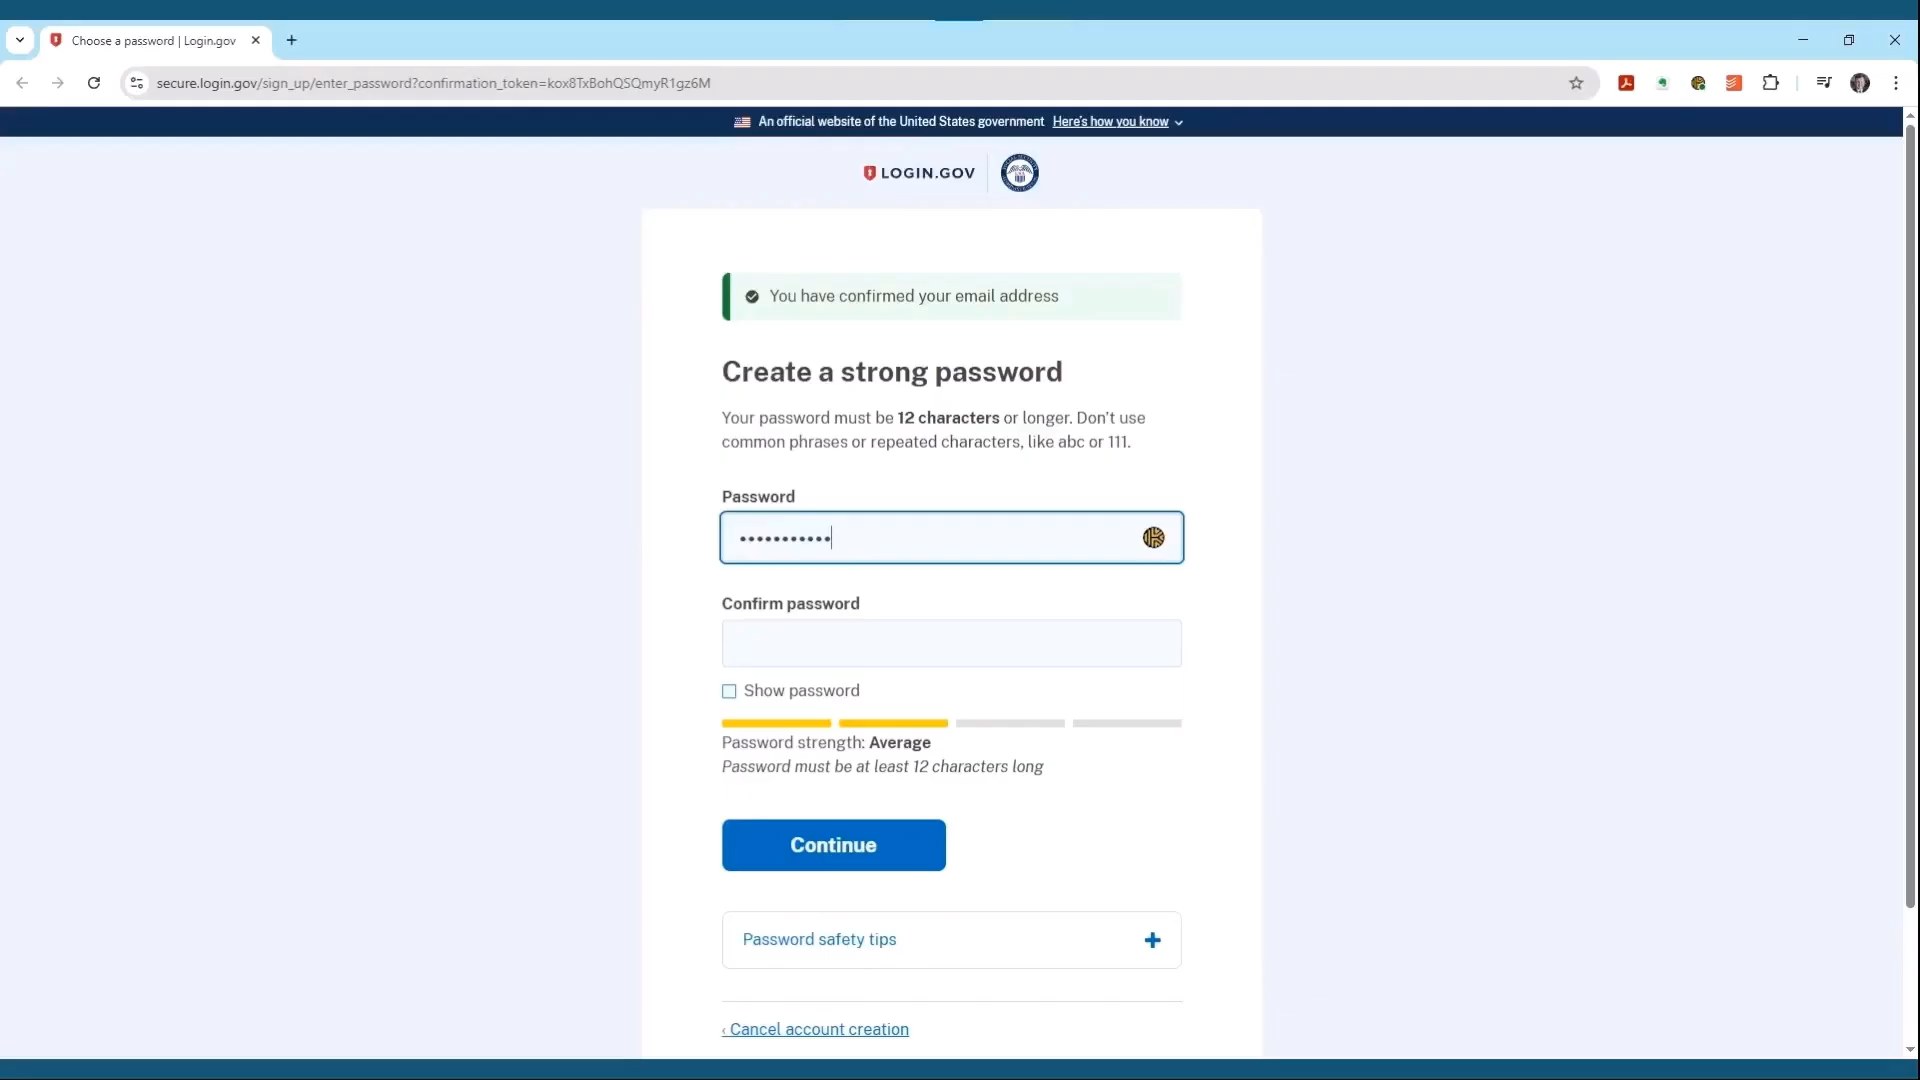 Choose a password | Login.gov
secure.login.gov/sign_up/enter_password?confirmation_token=kox8TxBohQSQmyR1gz6M
An official website of the United States government Here's how you know
LOGIN.GOV
You have confirmed your email address
Create a strong password
Your password must be 12 characters or longer. Don't use
common phrases or repeated characters, like abc or 111.
Password
•••••••••••
Confirm password
Show password
Password strength: Average
Password must be at least 12 characters long
Continue
Password safety tips
‹ Cancel account creation